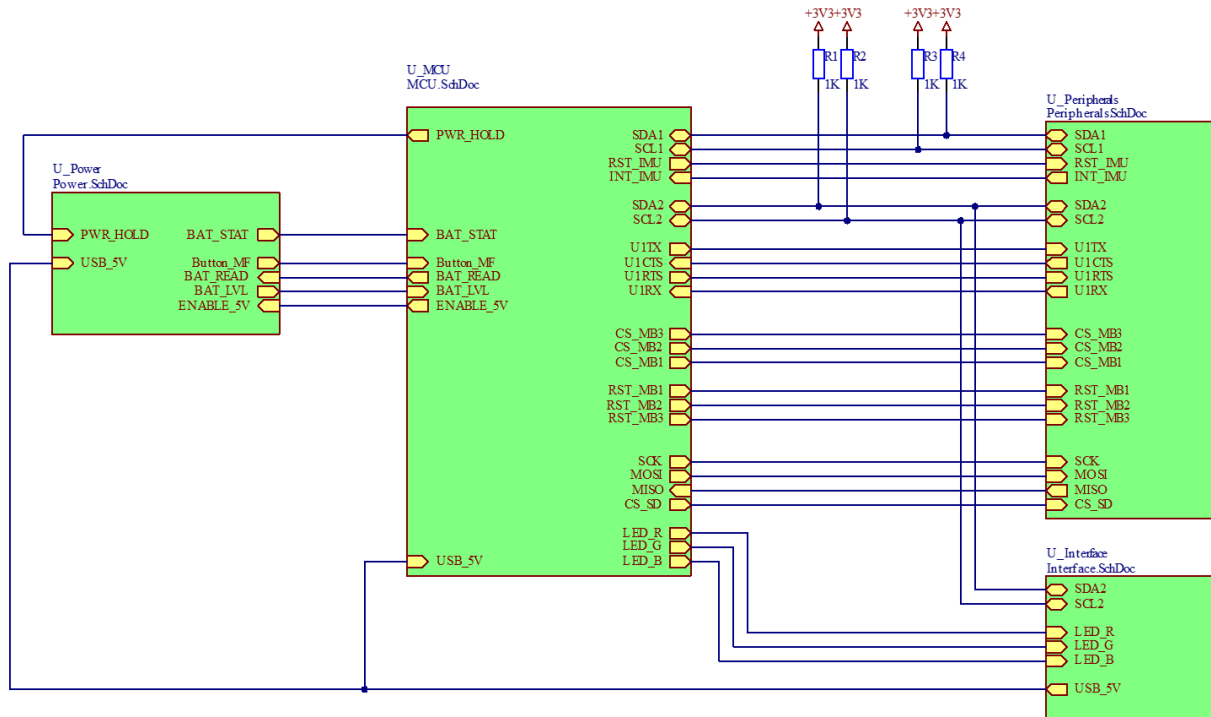 +3V3 +3V3 +3V3 +3V3
R1 R2 R3 R4
1K 1K 1K 1K
U_MCU
MCU.SchDoc
PWR_HOLD
BAT_STAT
Button_MF
BAT_READ
BAT_LVL
ENABLE_5V
USB_5V
SDA1
SCL1
RST_IMU
INT_IMU
SDA2
SCL2
U1TX
U1CTS
U1RTS
U1RX
CS_MB3
CS_MB2
CS_MB1
RST_MB1
RST_MB2
RST_MB3
SCK
MOSI
MISO
CS_SD
LED_R
LED_G
LED_B
U_Power
Power.SchDoc
PWR_HOLD
USB_5V
BAT_STAT
Button_MF
BAT_READ
BAT_LVL
ENABLE_5V
U_Peripherals
Peripherals.SchDoc
SDA1
SCL1
RST_IMU
INT_IMU
SDA2
SCL2
U1TX
U1CTS
U1RTS
U1RX
CS_MB3
CS_MB2
CS_MB1
RST_MB1
RST_MB2
RST_MB3
SCK
MOSI
MISO
CS_SD
U_Interface
Interface.SchDoc
SDA2
SCL2
LED_R
LED_G
LED_B
USB_5V